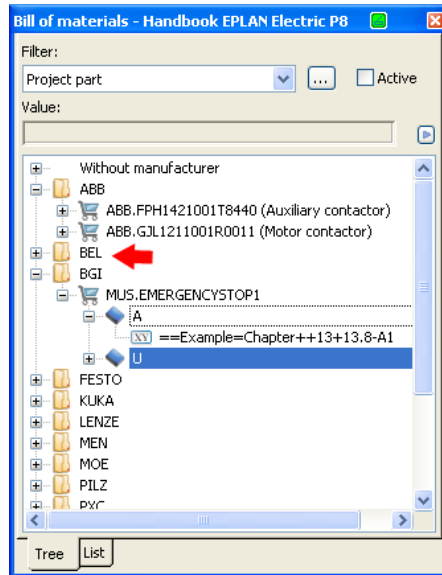 Bill of materials - Handbook EPLAN Electric P8
Filter:
Project part
...
Active
Value:
Without manufacturer
ABB
ABB.FPH1421001T8440 (Auxiliary contactor)
ABB.GJL1211001R0011 (Motor contactor)
BEL
BGI
MUS.EMERGENCYSTOP1
A
XY ==Example=Chapter++13+13.8-A1
U
FESTO
KUKA
LENZE
MEN
MOE
PILZ
PXC
Tree List